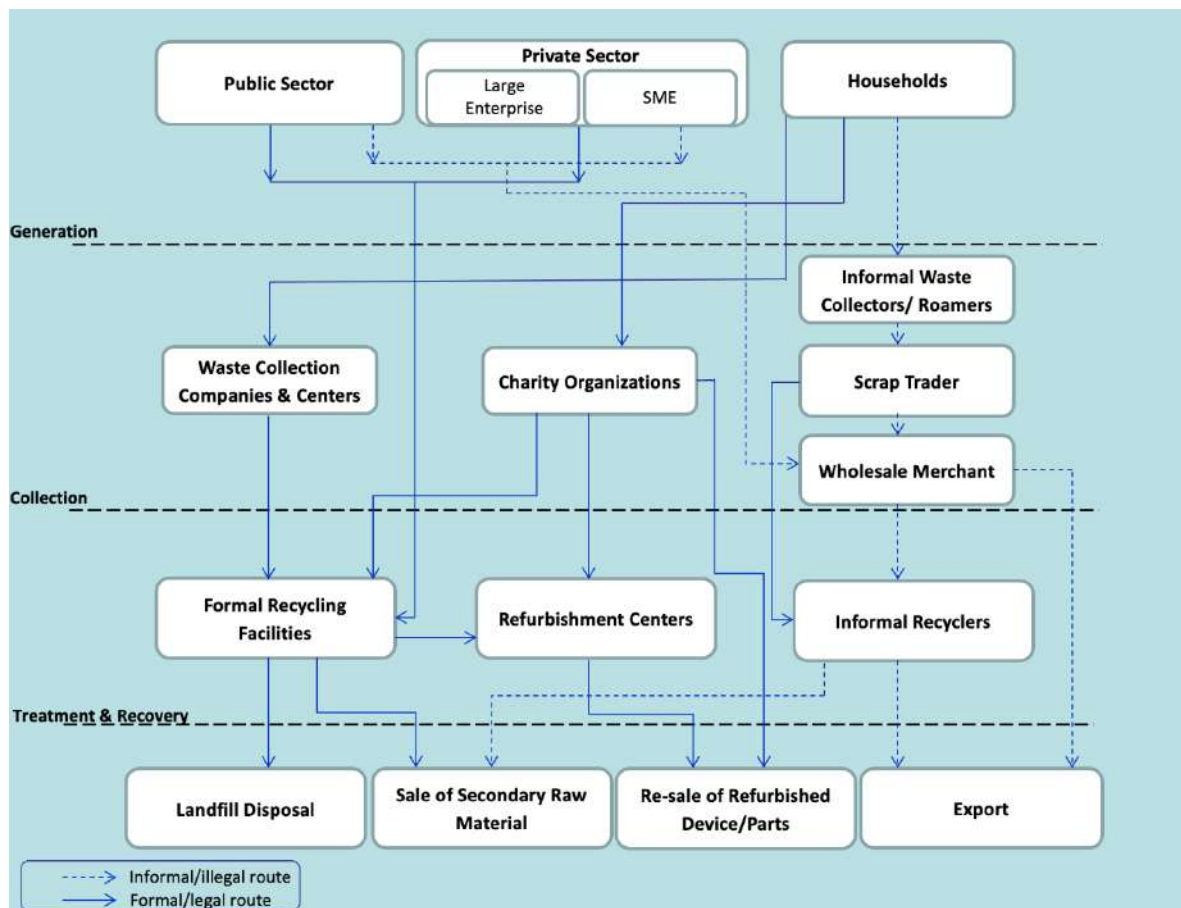 Public Sector
Private Sector
Large
Enterprise
SME
Households
Generation
Informal Waste
Collectors/ Roamers
Waste Collection
Companies & Centers
Charity Organizations
Scrap Trader
Wholesale Merchant
Collection
Formal Recycling
Facilities
Refurbishment Centers
Informal Recyclers
Treatment & Recovery
Landfill Disposal
Sale of Secondary Raw
Material
Re-sale of Refurbished
Device/Parts
Export
Informal/illegal route
Formal/legal route